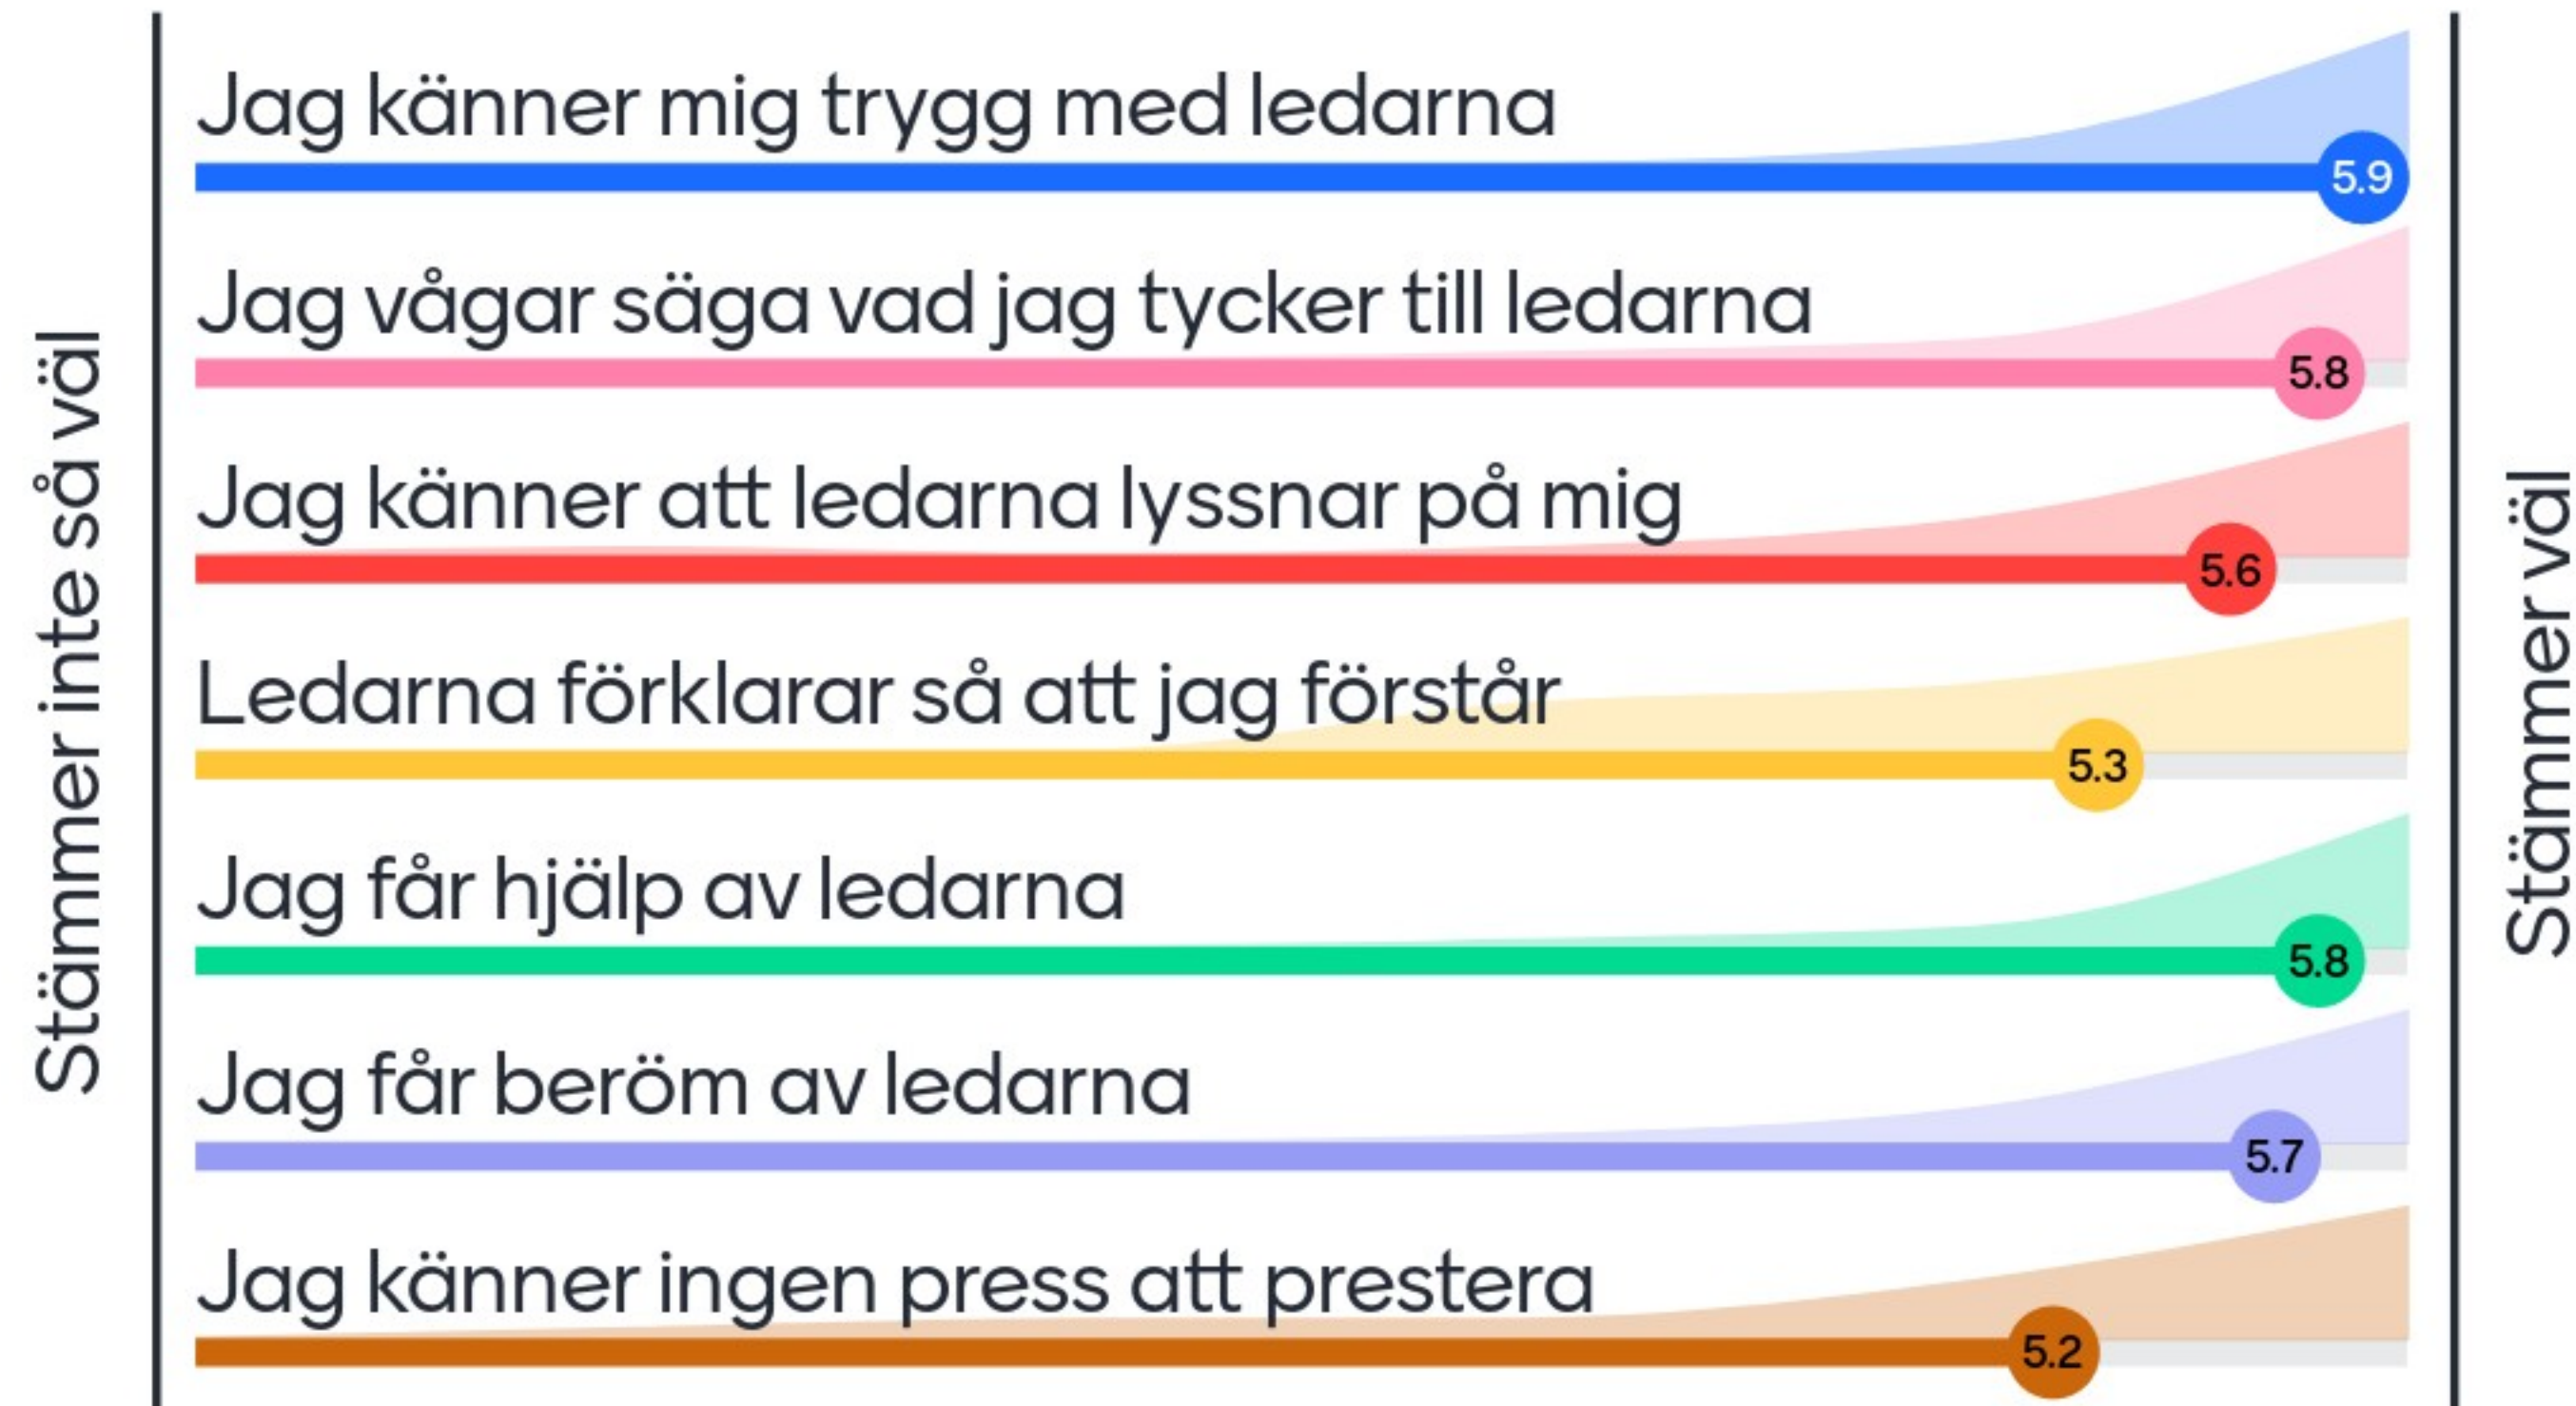 Stämmer inte så väl
Jag känner mig trygg med ledarna
5.9
Jag vågar säga vad jag tycker till ledarna
5.8
Jag känner att ledarna lyssnar på mig
5.6
Ledarna förklarar så att jag förstår
5.3
Jag får hjälp av ledarna
5.8
Jag får beröm av ledarna
5.7
Jag känner ingen press att prestera
5.2
Stämmer väl